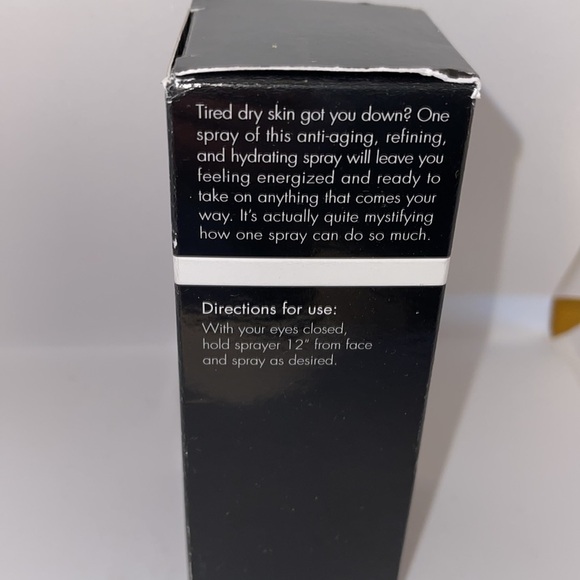 Tired dry skin got you down? One
spray of this anti-aging, refining,
and hydrating spray will leave you
feeling energized and ready to
take on anything that comes your
way. It's actually quite mystifying
how one spray can do so much.
Directions for use:
With your eyes closed,
hold sprayer 12" from face
and spray as desired.